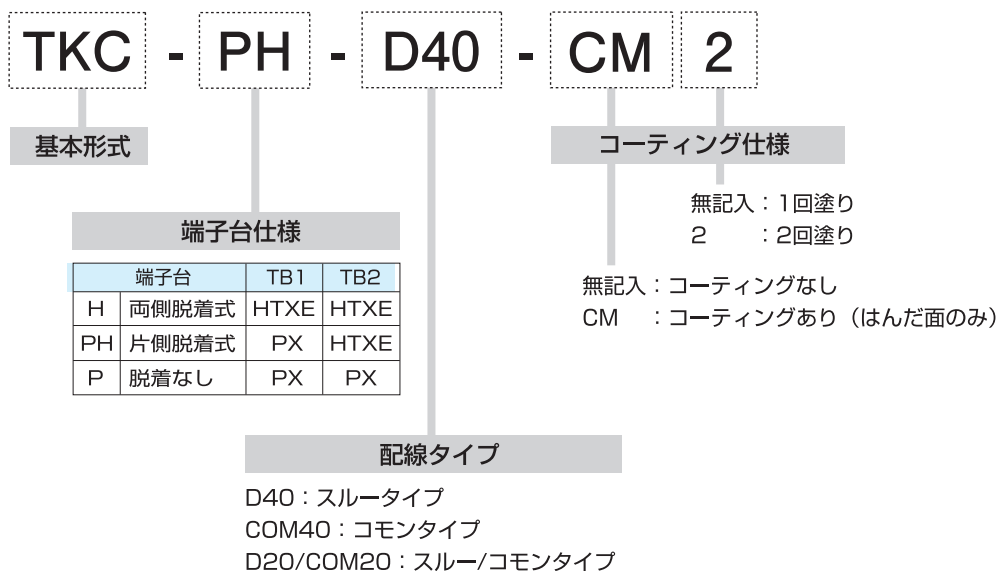 TKC - PH - D40 - CM 2
基本形式
コーティング仕様
無記入：1回塗り
2 ：2回塗り
無記入：コーティングなし
CM ：コーティングあり（はんだ面のみ）
端子台仕様
端子台 TB1 TB2
H 両側脱着式 HTXE HTXE
PH 片側脱着式 PX HTXE
P 脱着なし PX PX
配線タイプ
D40：スルータイプ
COM40：コモンタイプ
D20/COM20：スルー/コモンタイプ